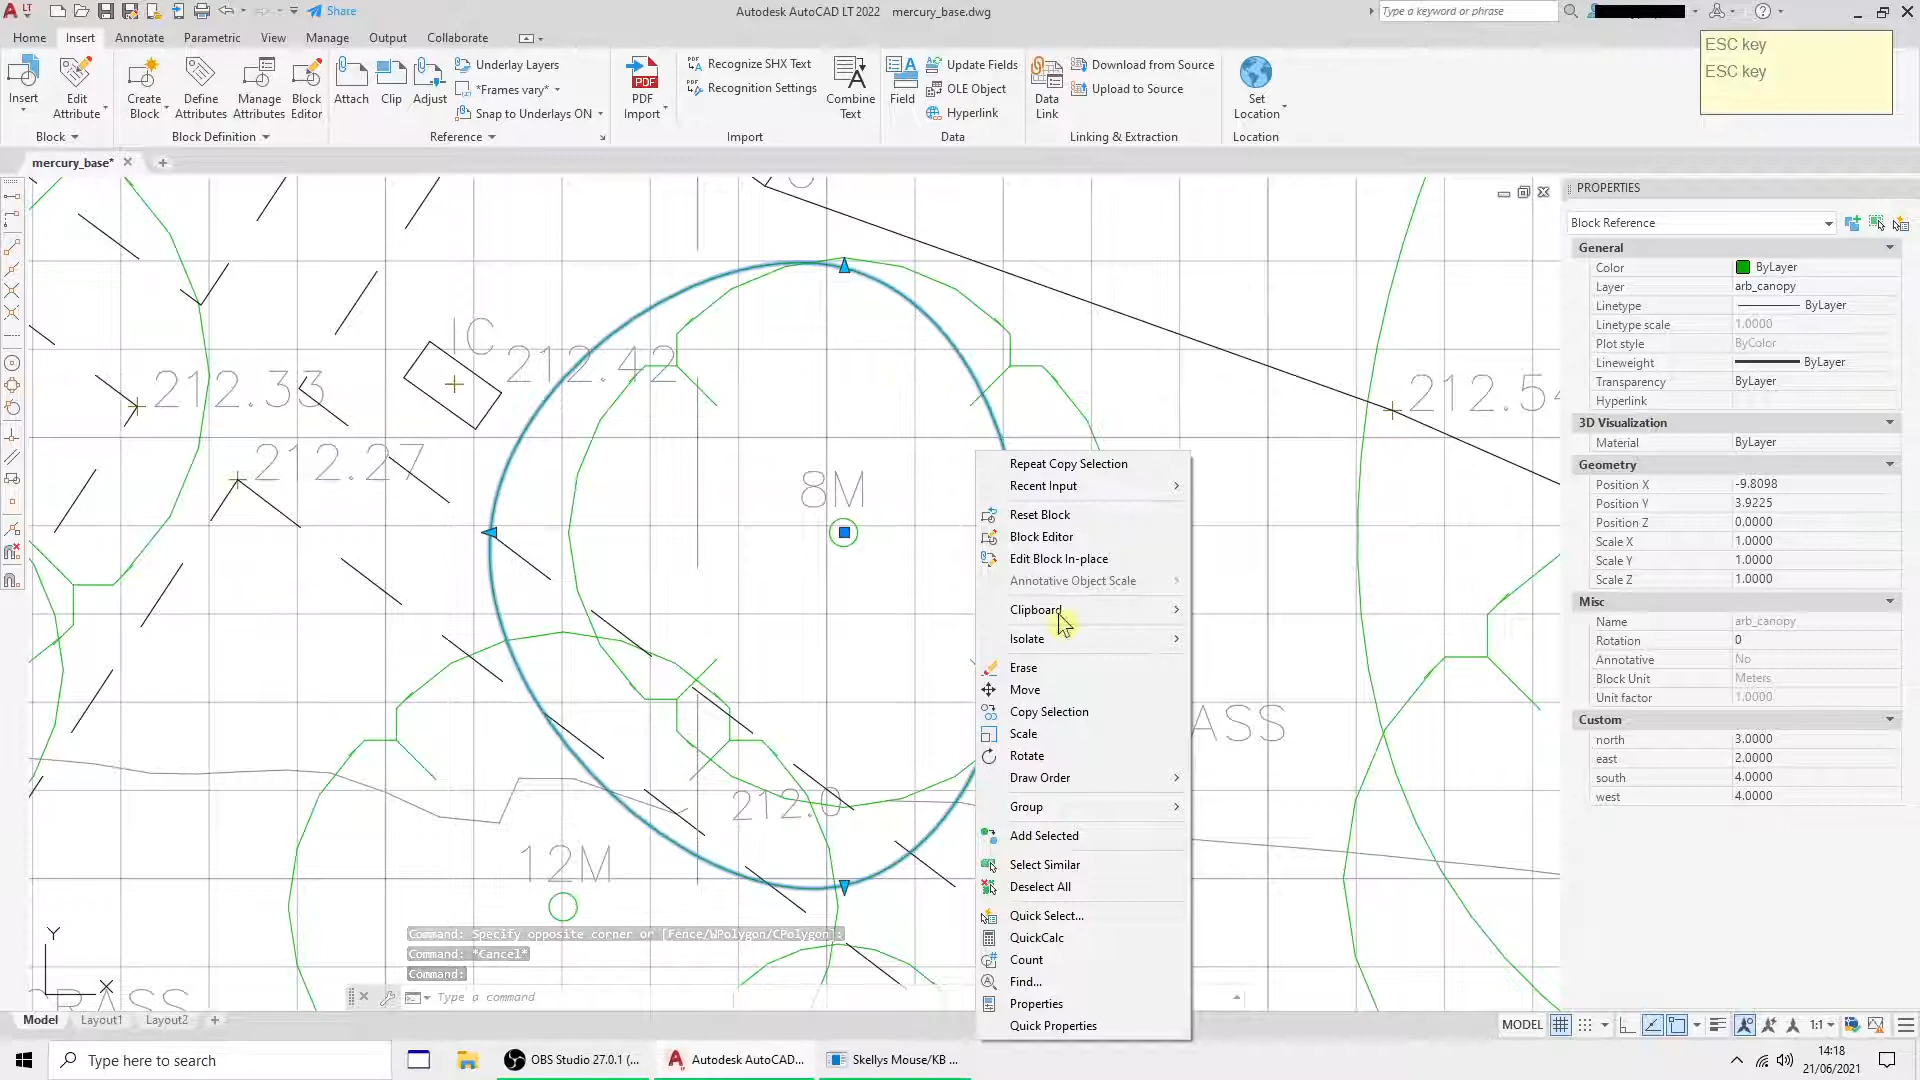 LT
Share
Autodesk AutoCAD LT 2022 mercury_base.dwg
Type a keyword or phrase
Home Insert Annotate Parametric View Manage Output Collaborate
ESC key
ESC key
Insert
Edit
Attribute
Block
Create
Block
Define
Attributes
Manage
Attributes
Block
Editor
Block Definition
Attach
Clip
Adjust
Underlay Layers
*Frames vary*
Snap to Underlays ON
Reference
PDF
Import
Recognize SHX Text
Recognition Settings
Combine
Text
Import
Field
Update Fields
OLE Object
Hyperlink
Data
Data
Link
Download from Source
Upload to Source
Linking & Extraction
Set
Location
Location
mercury_base*
IC
212.42
212.33
212.27
8M
212.54
212.0
12M
ASS
GRASS
Y
X
Repeat Copy Selection
Recent Input
Reset Block
Block Editor
Edit Block In-place
Annotative Object Scale
Clipboard
Isolate
Erase
Move
Copy Selection
Scale
Rotate
Draw Order
Group
Add Selected
Select Similar
Deselect All
Quick Select...
QuickCalc
Count
Find...
Properties
Quick Properties
PROPERTIES
Block Reference
General
Color ByLayer
Layer arb_canopy
Linetype ByLayer
Linetype scale 1.0000
Plot style ByColor
Lineweight ByLayer
Transparency ByLayer
Hyperlink
3D Visualization
Material ByLayer
Geometry
Position X -9.8098
Position Y 3.9225
Position Z 0.0000
Scale X 1.0000
Scale Y 1.0000
Scale Z 1.0000
Misc
Name arb_canopy
Rotation 0
Annotative No
Block Unit Meters
Unit factor 1.0000
Custom
north 3.0000
east 2.0000
south 4.0000
west 4.0000
Command: Specify opposite corner or [Fence/WPolygon/CPolygon]:
Command: *Cancel*
Command:
Type a command
Model Layout1 Layout2
MODEL
1:1
Type here to search
OBS Studio 27.0.1 (...
Autodesk AutoCAD...
Skellys Mouse/KB ...
14:18
21/06/2021